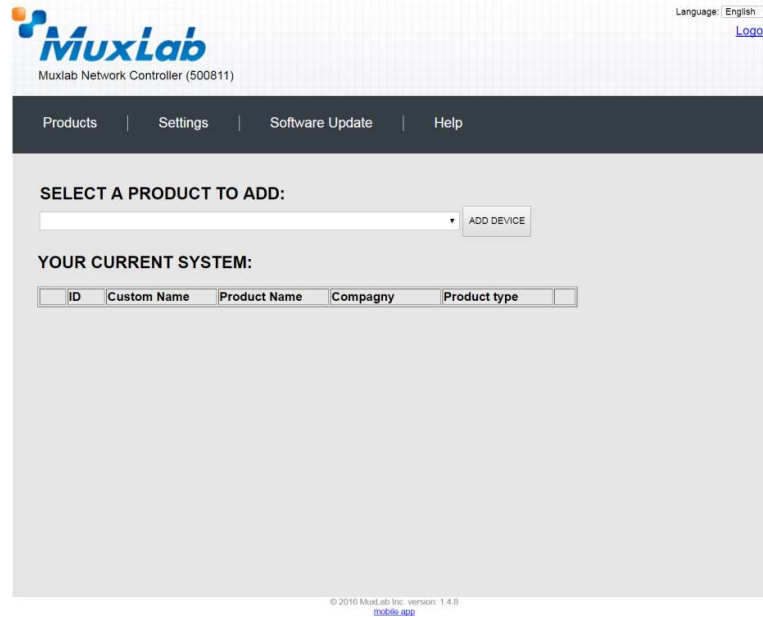 Language: English
Logo
MuxLab
Muxlab Network Controller (500811)
Products | Settings | Software Update | Help
SELECT A PRODUCT TO ADD:
ADD DEVICE
YOUR CURRENT SYSTEM:
ID Custom Name Product Name Compagny Product type
© 2016 MuxLab Inc. version: 1.4.8
mobile app